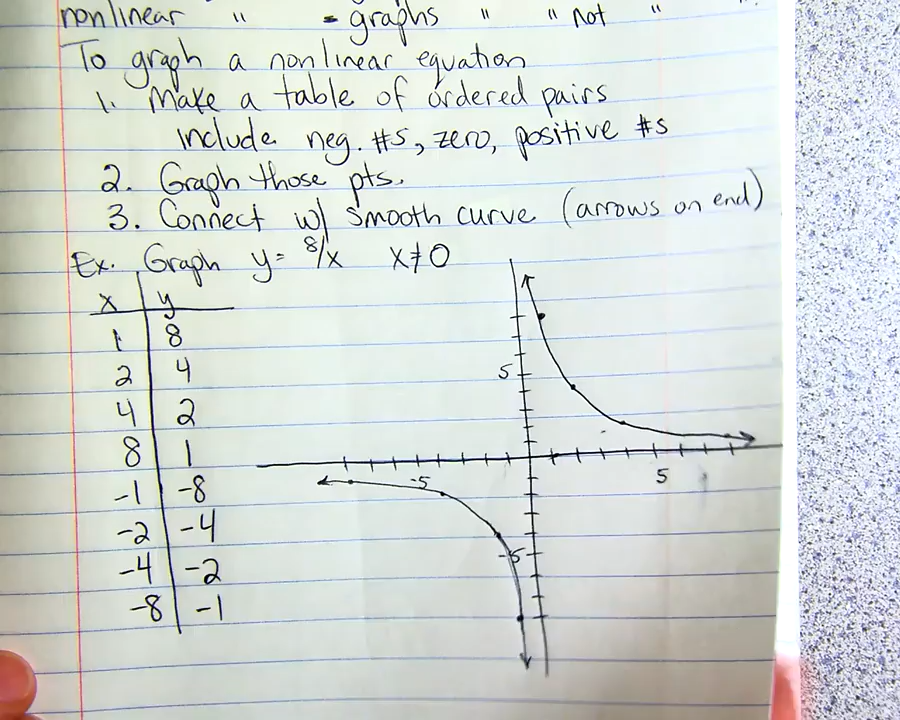 nonlinear " - graphs " " not "
To graph a nonlinear equation
1. Make a table of ordered pairs
include neg. #s, zero, positive #s
2. Graph those pts.
3. Connect w/ smooth curve (arrows on end)
Ex. Graph y= 8/x x≠0
x y
1 8
2 4
4 2
8 1
-1 -8
-2 -4
-4 -2
-8 -1
5
5
-5
-5